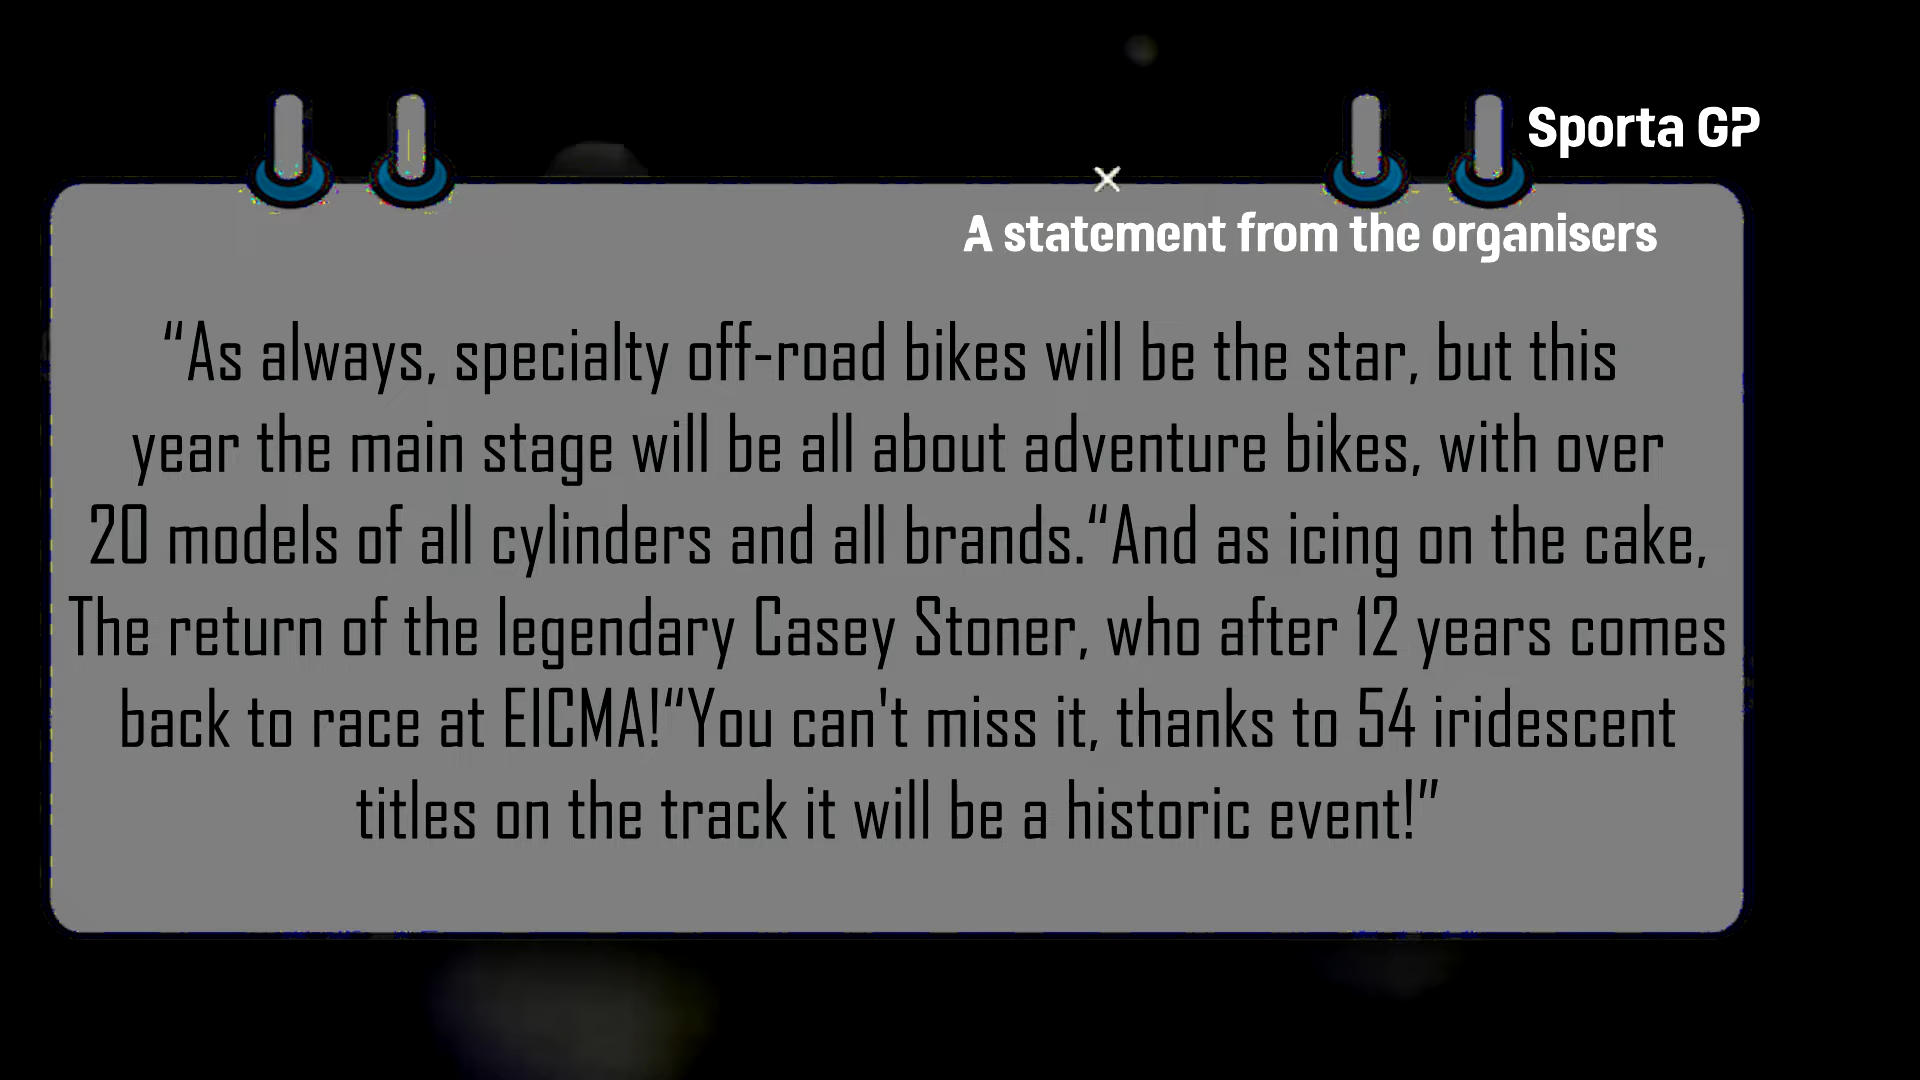 Sporta GP
A statement from the organisers
“As always, specialty off-road bikes will be the star, but this
year the main stage will be all about adventure bikes, with over
20 models of all cylinders and all brands.“And as icing on the cake,
The return of the legendary Casey Stoner, who after 12 years comes
back to race at EICMA!“You can't miss it, thanks to 54 iridescent
titles on the track it will be a historic event!”